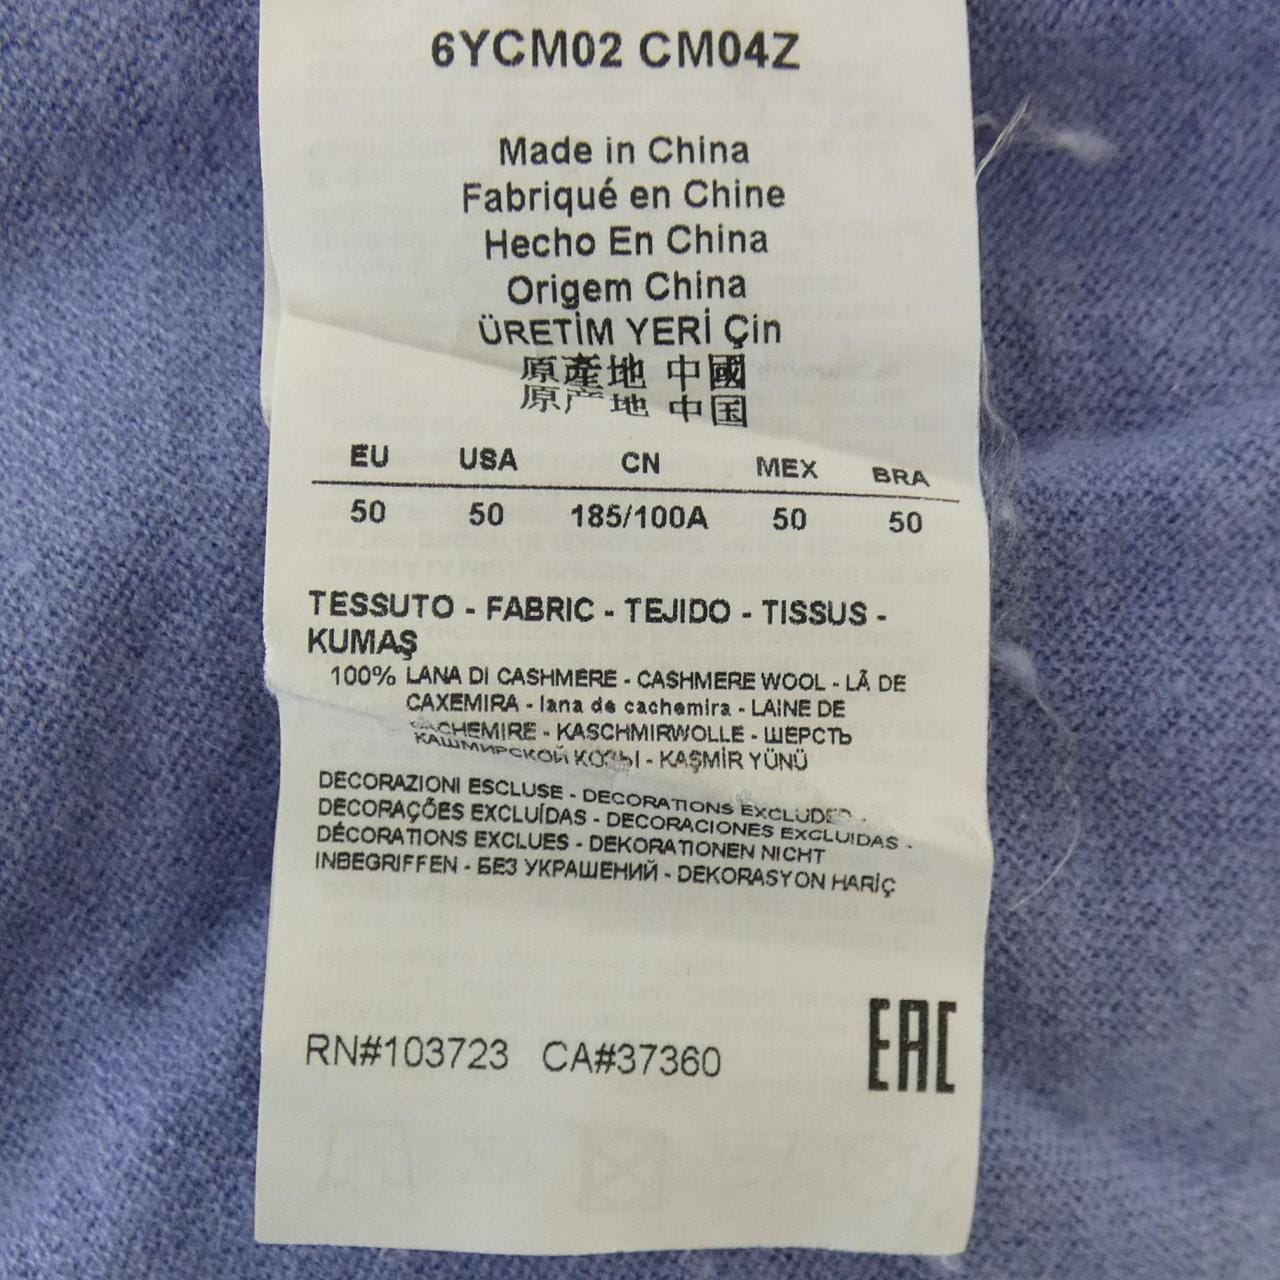 6YCM02 CM04Z
Made in China
Fabriqué en Chine
Hecho En China
Origem China
ÜRETİM YERİ Çin
原產地 中國
原产地 中国
EU USA CN MEX BRA
50 50 185/100A 50 50
TESSUTO - FABRIC - TEJIDO - TISSUS -
KUMAŞ
100% LANA DI CASHMERE - CASHMERE WOOL - LÃ DE
CAXEMIRA - lana de cachemira - LAINE DE
CACHEMIRE - KASCHMIRWOLLE - ШЕРСТЬ
КАШМИРСКОЙ КОЗЫ - KAŞMİR YÜNÜ
DECORAZIONI ESCLUSE - DECORATIONS EXCLUDED -
DECORAÇÕES EXCLUÍDAS - DECORACIONES EXCLUIDAS -
DÉCORATIONS EXCLUES - DEKORATIONEN NICHT
INBEGRIFFEN - БЕЗ УКРАШЕНИЙ - DEKORASYON HARİÇ
RN#103723 CA#37360
EAC